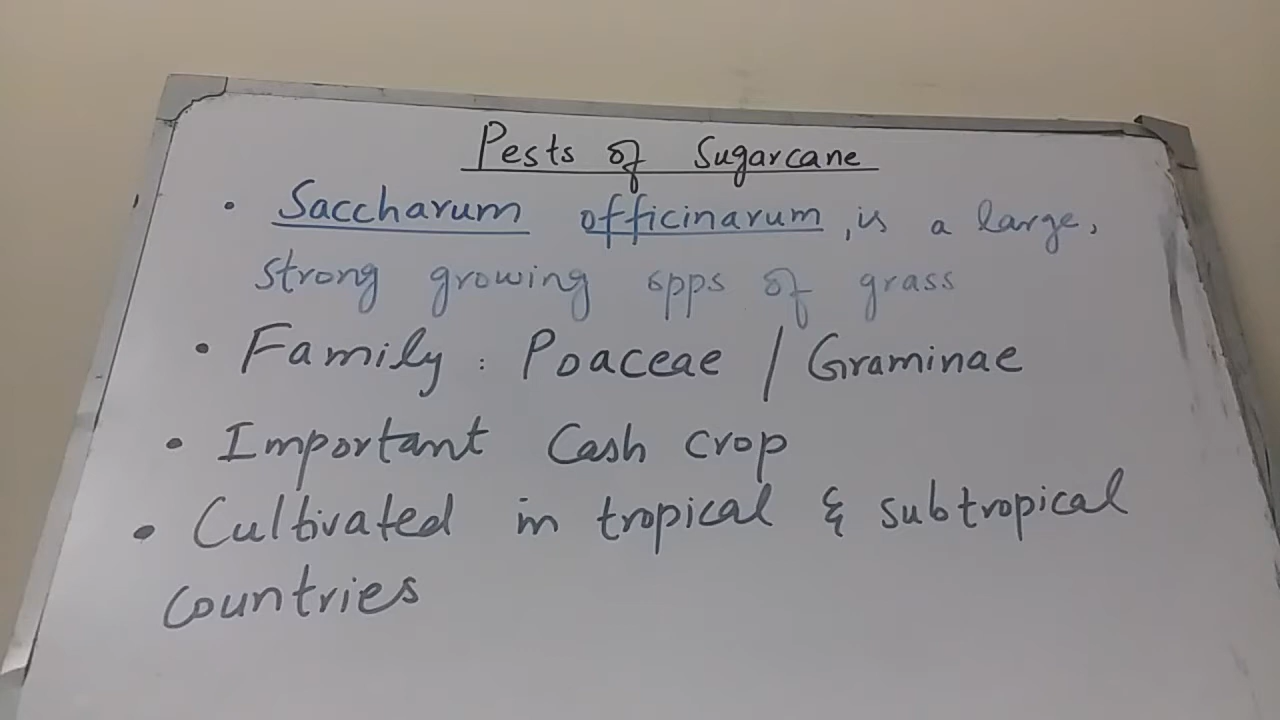 Pests of Sugarcane
• Saccharum officinarum, is a large,
strong growing spps of grass
• Family : Poaceae / Graminae
• Important Cash crop
• Cultivated in tropical & subtropical
countries